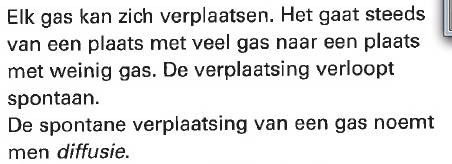 Elk gas kan zich verplaatsen. Het gaat steeds
van een plaats met veel gas naar een plaats
met weinig gas. De verplaatsing verloopt
spontaan.
De spontane verplaatsing van een gas noemt
men diffusie.